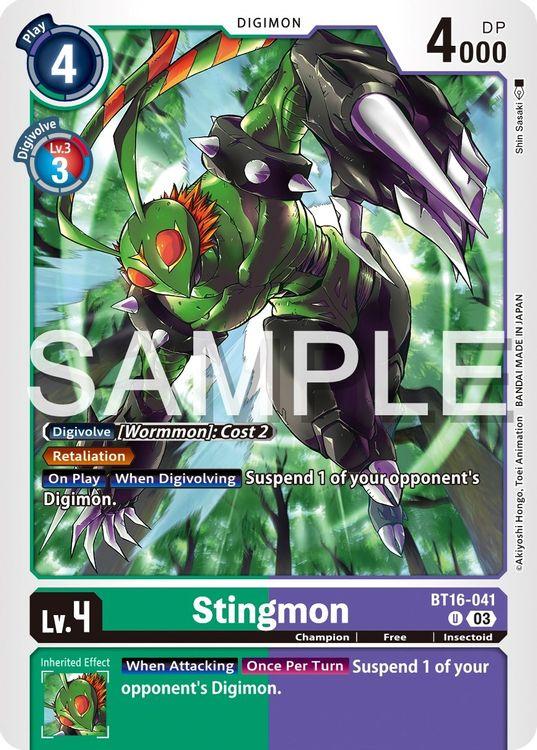 DIGIMON
Play
4
DP
4000
Digivolve
Lv.3
3
Shin Sasaki
SAMPLE
©Akiyoshi Hongo, Toei Animation BANDAI MADE IN JAPAN
Digivolve [Wormmon]: Cost 2
Retaliation
On Play When Digivolving Suspend 1 of your opponent's
Digimon.
Lv.4
Stingmon
BT16-041
U 03
Champion | Free | Insectoid
Inherited Effect
When Attacking Once Per Turn Suspend 1 of your
opponent's Digimon.